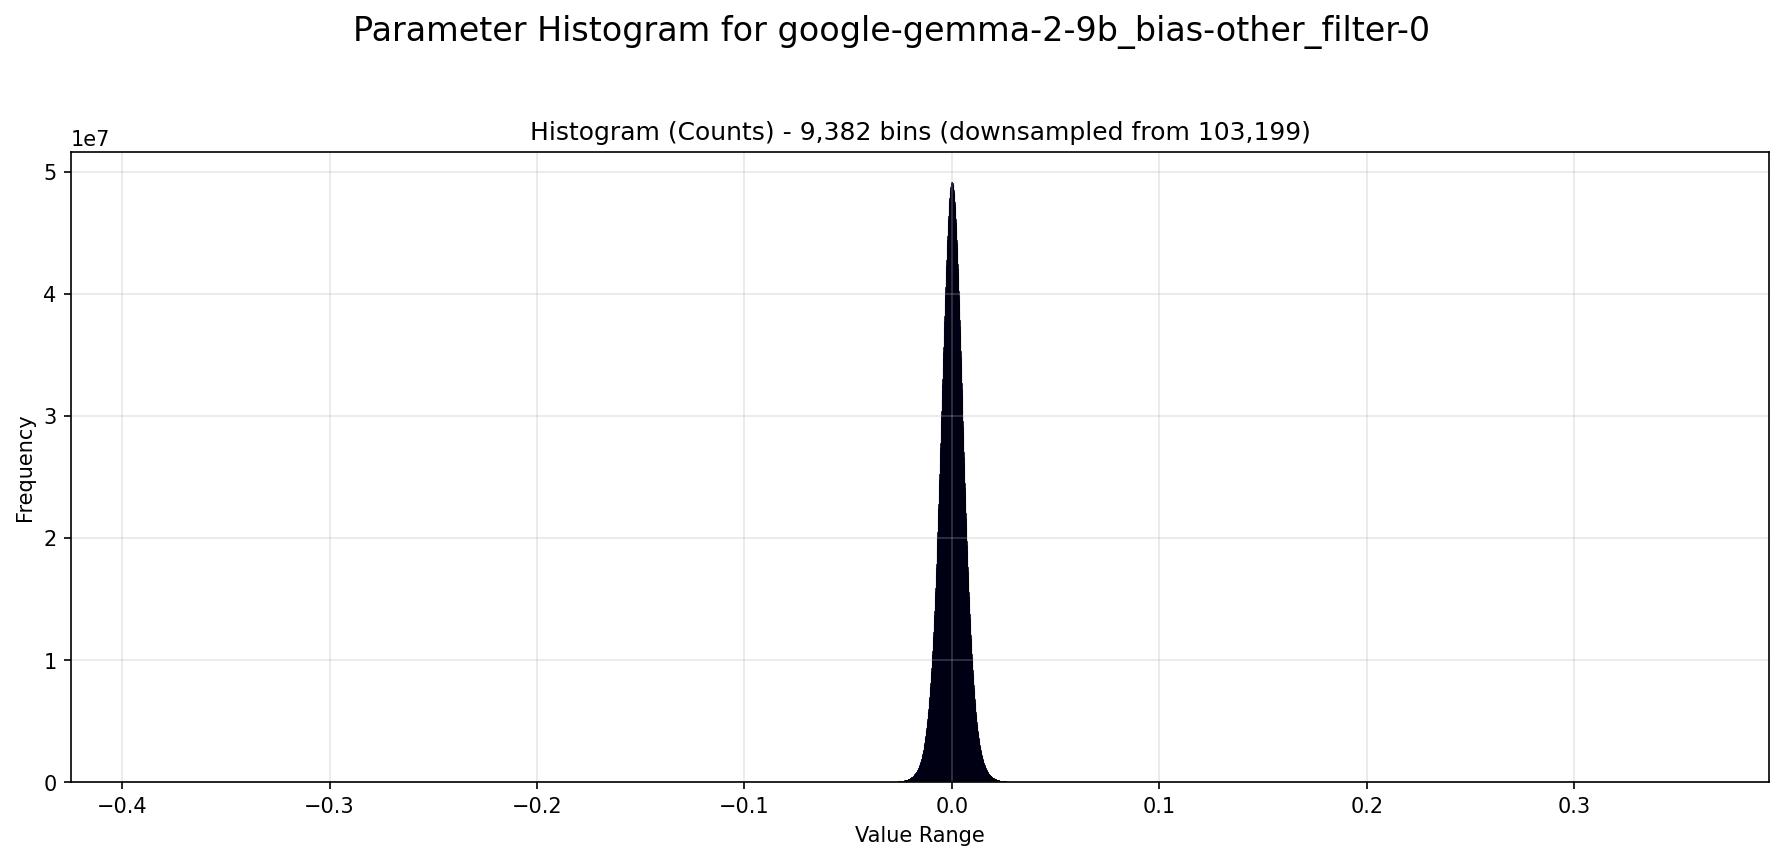 Parameter Histogram for google-gemma-2-9b_bias-other_filter-0
Histogram (Counts) - 9,382 bins (downsampled from 103,199)
1e7
5
4
3
2
1
0
Frequency
−0.4 −0.3 −0.2 −0.1 0.0 0.1 0.2 0.3
Value Range